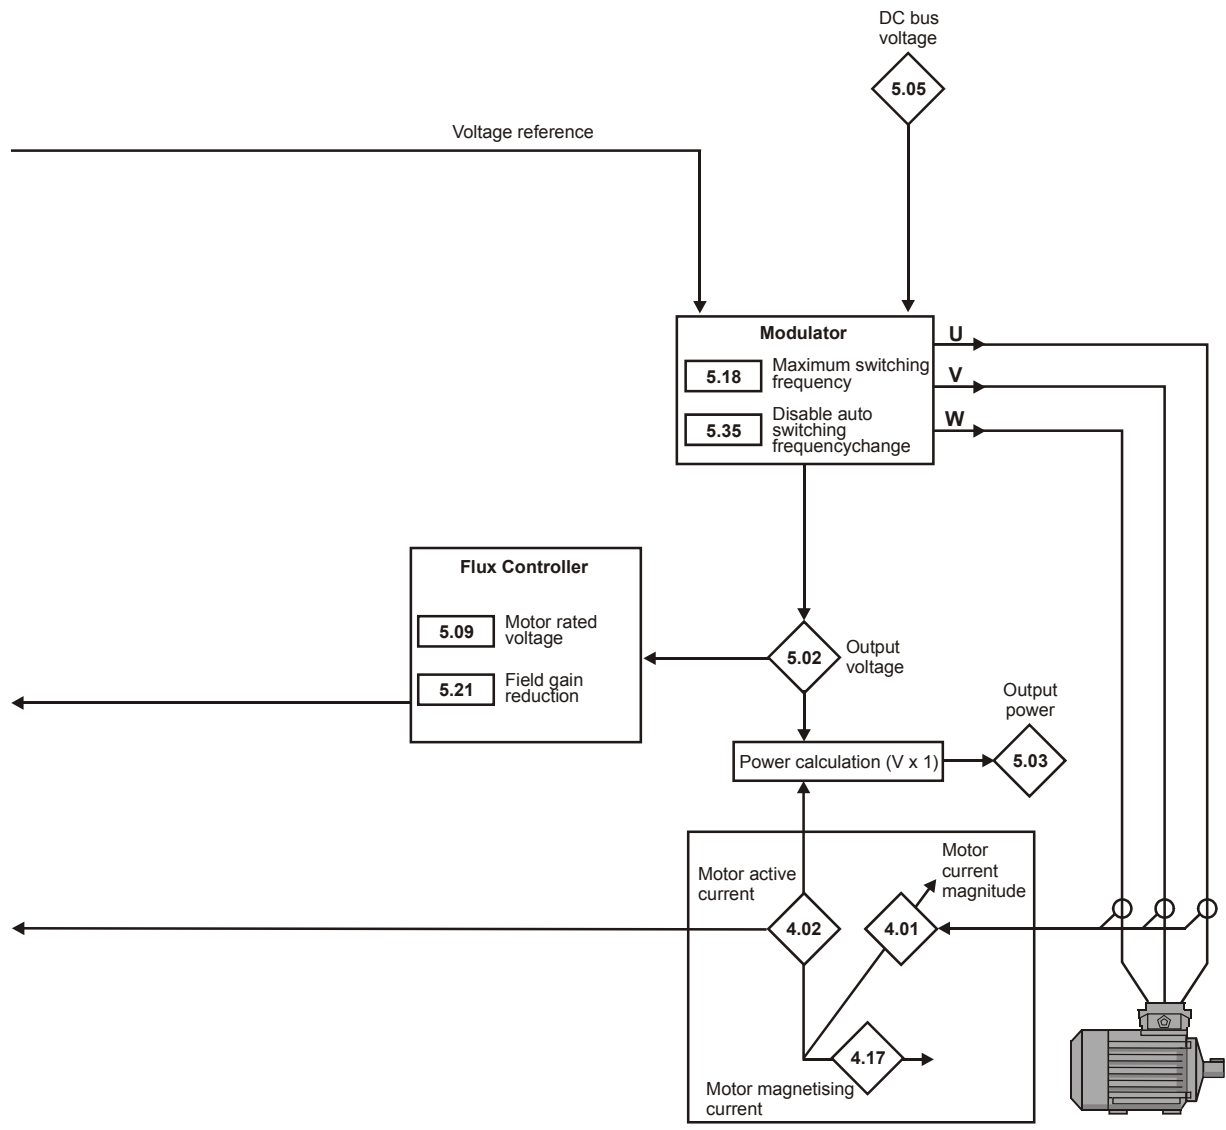 DC bus
voltage
5.05
Voltage reference
Modulator
5.18
Maximum switching
frequency
5.35
Disable auto
switching
frequencychange
U
V
W
Flux Controller
5.09
Motor rated
voltage
5.21
Field gain
reduction
5.02
Output
voltage
Output
power
Power calculation (V x 1)
5.03
Motor active
current
Motor
current
magnitude
4.02
4.01
4.17
Motor magnetising
current